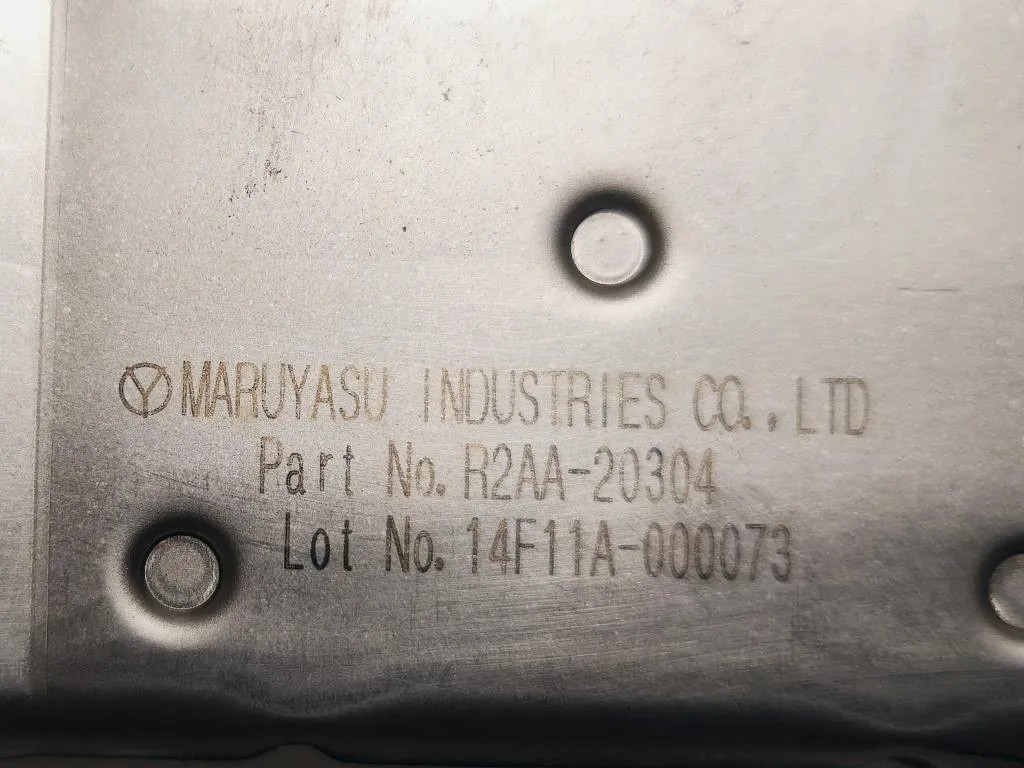 MARUYASU INDUSTRIES CO.,LTD
Part No. R2AA-20304
Lot No. 14F11A-000073